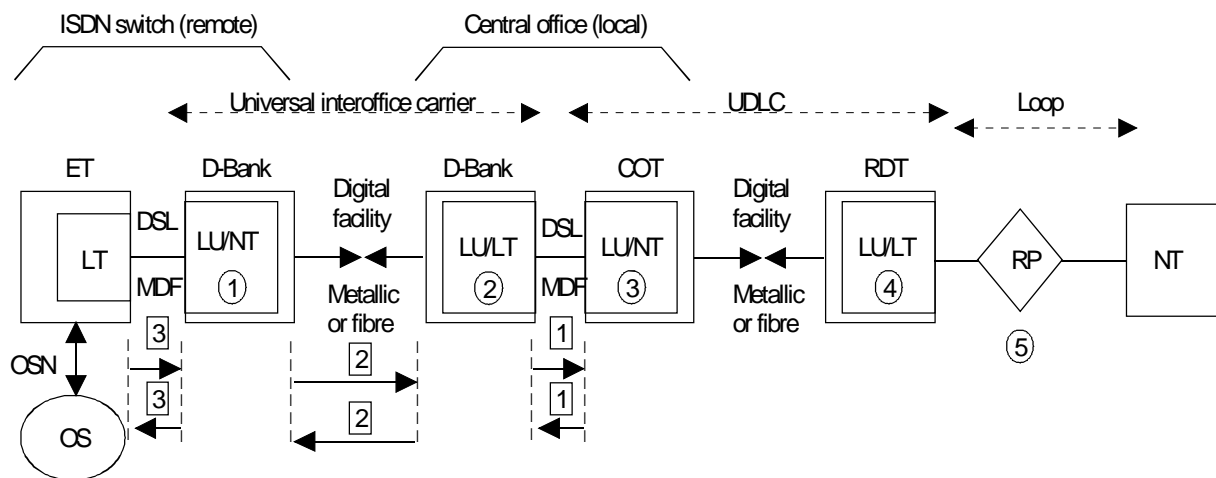 ISDN switch (remote)
Central office (local)
Universal interoffice carrier
UDLC
Loop
ET
D-Bank
Digital facility
D-Bank
COT
Digital facility
RDT
LT
DSL
MDF
LU/NT
1
Metallic or fibre
LU/LT
2
DSL
MDF
LU/NT
3
Metallic or fibre
LU/LT
4
RP
5
NT
OSN
OS
3
3
2
2
1
1